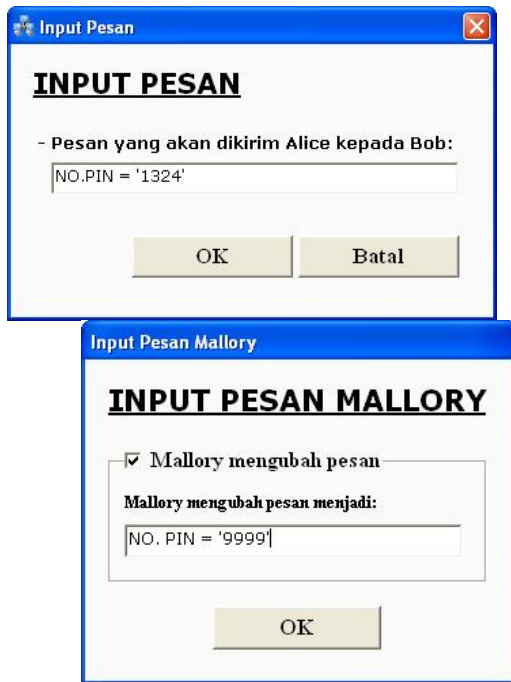 Input Pesan
INPUT PESAN
- Pesan yang akan dikirim Alice kepada Bob:
NO.PIN = '1324'
OK Batal
Input Pesan Mallory
INPUT PESAN MALLORY
Mallory mengubah pesan
Mallory mengubah pesan menjadi:
NO. PIN = '9999'
OK